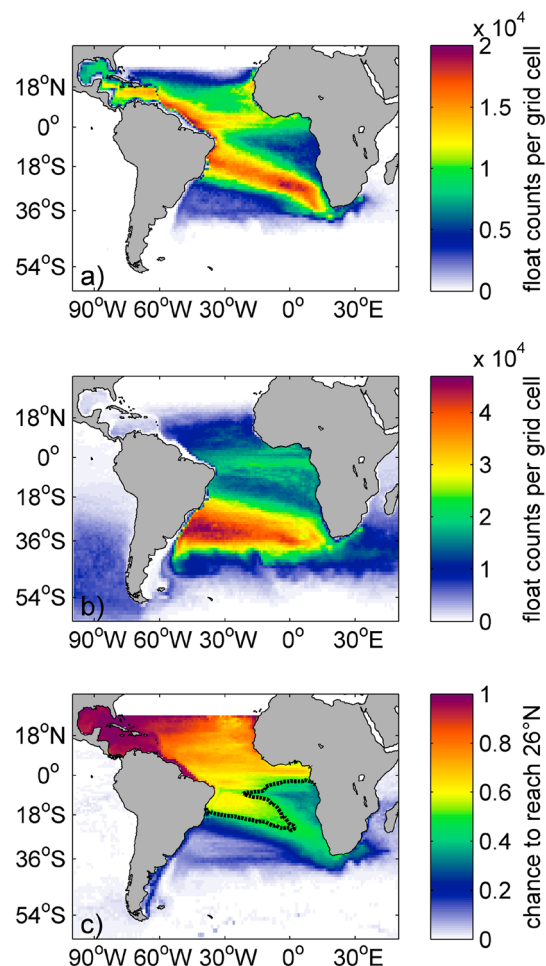 x 10⁴
18°N
0°
18°S
36°S
54°S
a)
90°W 60°W 30°W 0° 30°E
2
1.5
1
0.5
0
float counts per grid cell
x 10⁴
18°N
0°
18°S
36°S
54°S
b)
90°W 60°W 30°W 0° 30°E
4
3
2
1
0
float counts per grid cell
18°N
0°
18°S
36°S
54°S
c)
90°W 60°W 30°W 0° 30°E
1
0.8
0.6
0.4
0.2
0
chance to reach 26°N